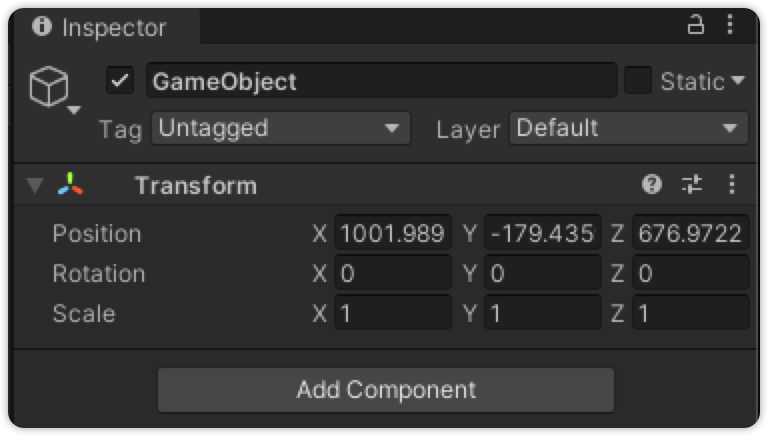 Inspector
GameObject Static
Tag Untagged Layer Default
Transform
Position X 1001.989 Y -179.435 Z 676.9722
Rotation X 0 Y 0 Z 0
Scale X 1 Y 1 Z 1
Add Component